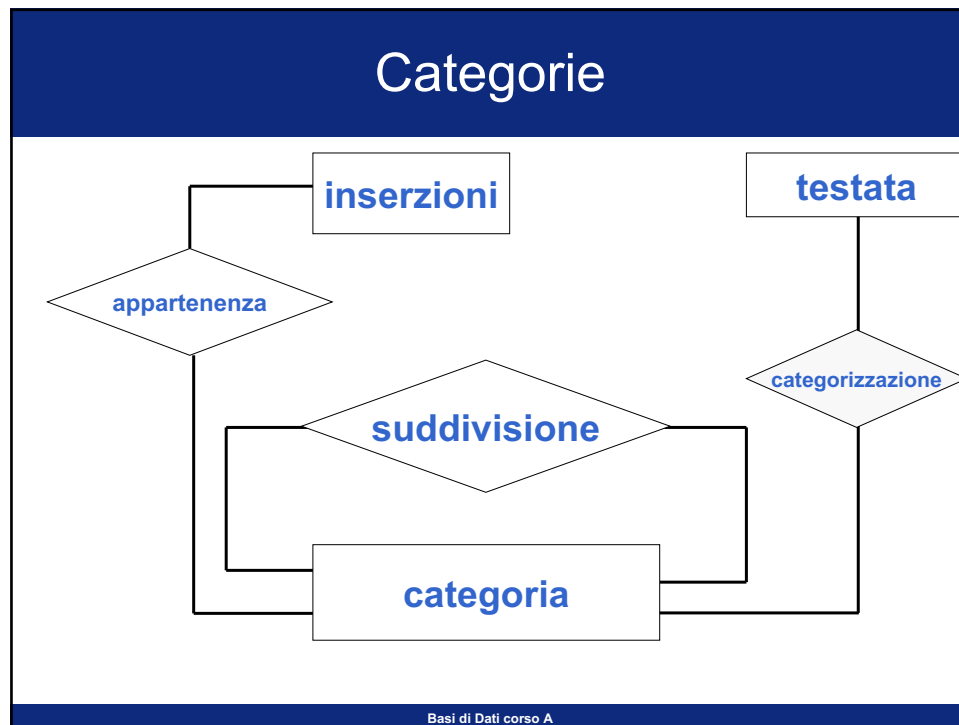 Categorie
inserzioni
testata
appartenenza
categorizzazione
suddivisione
categoria
Basi di Dati corso A